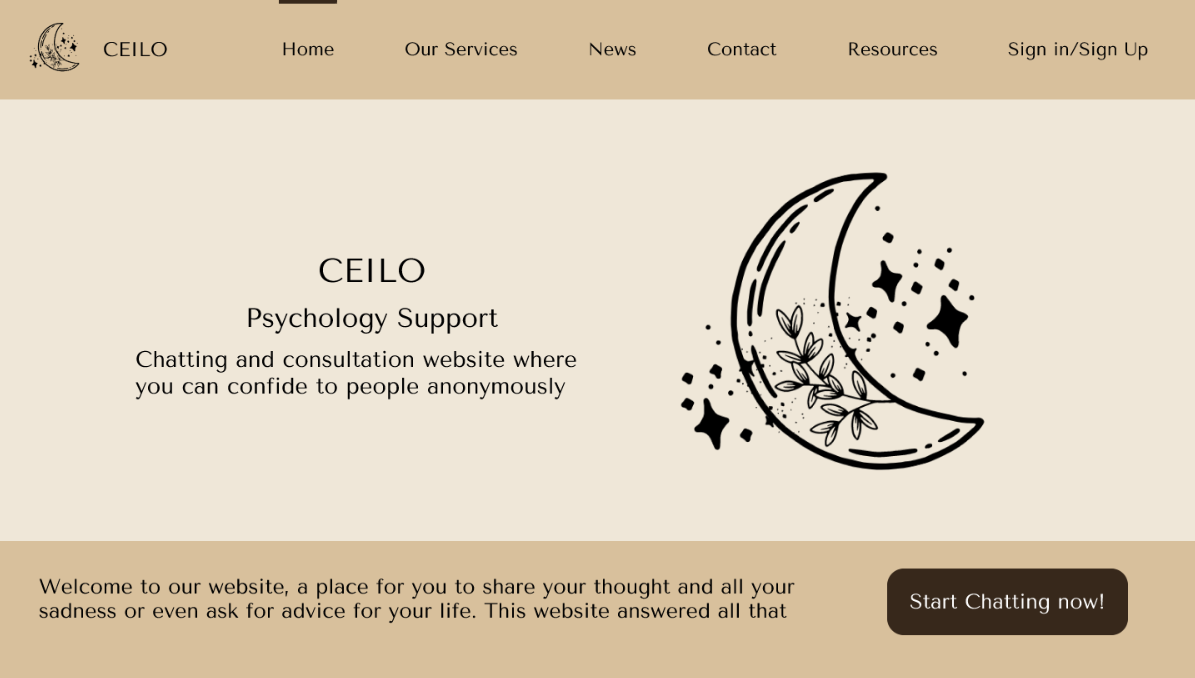 CEILO
Home
Our Services
News
Contact
Resources
Sign in/Sign Up
CEILO
Psychology Support
Chatting and consultation website where
you can confide to people anonymously
Welcome to our website, a place for you to share your thought and all your
sadness or even ask for advice for your life. This website answered all that
Start Chatting now!